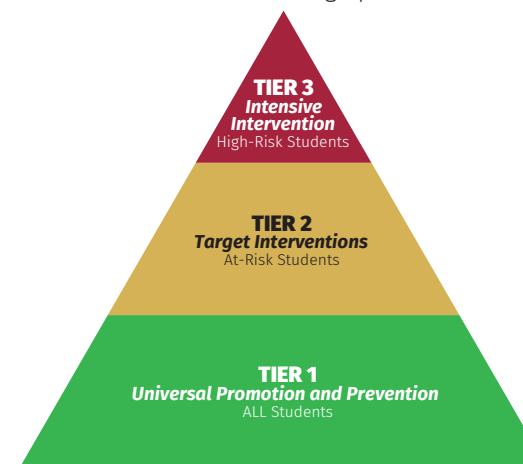 TIER 3
Intensive
Intervention
High-Risk Students
TIER 2
Target Interventions
At-Risk Students
TIER 1
Universal Promotion and Prevention
ALL Students